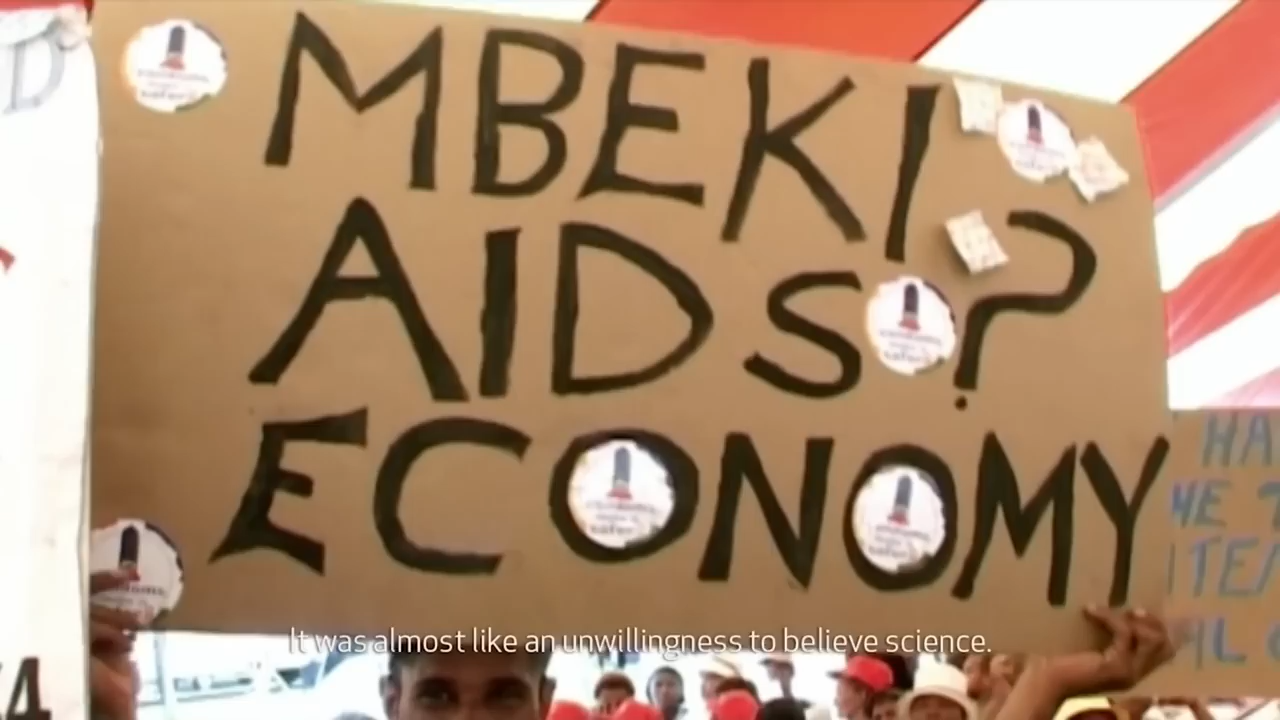 MBEKI
AIDS?
ECONOMY
It was almost like an unwillingness to believe science.